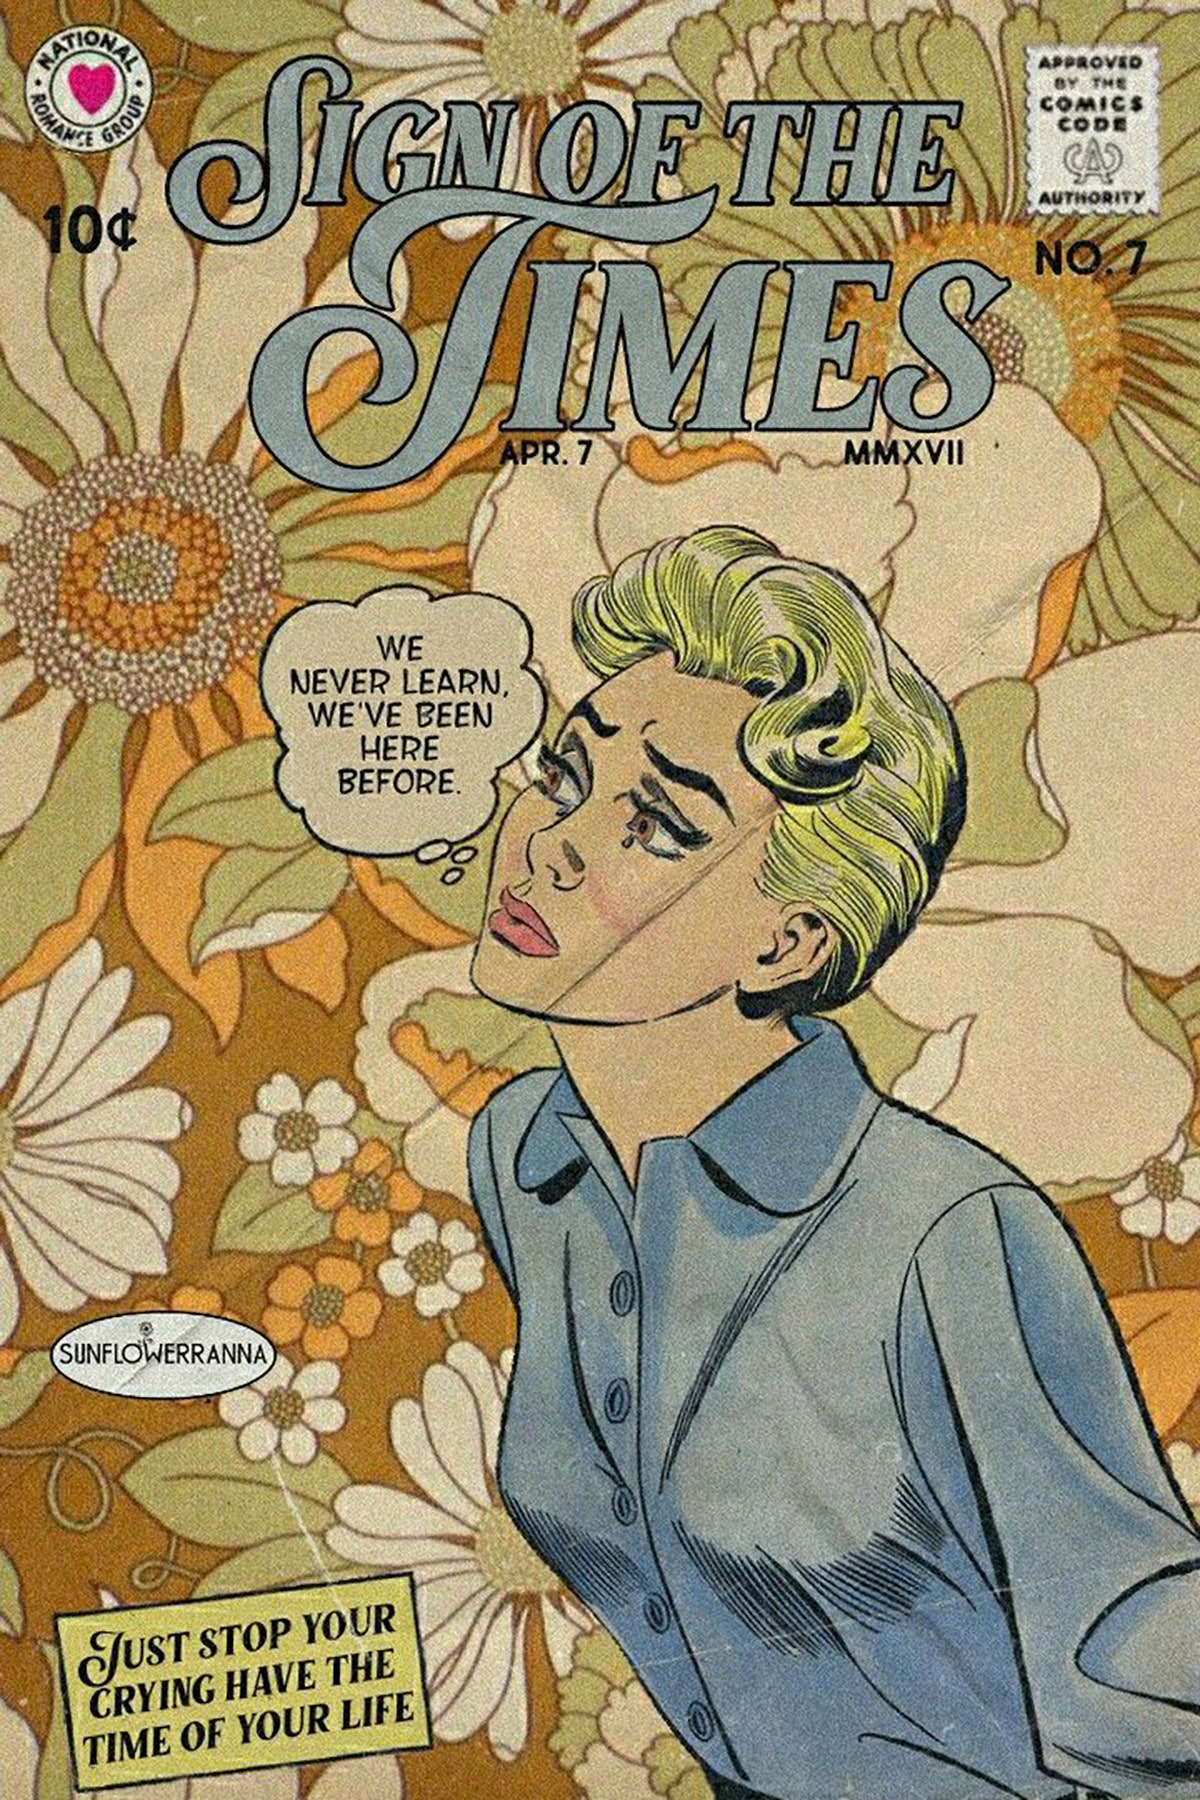 NATIONAL
ROMANCE GROUP
10¢
SIGN OF THE
TIMES
APPROVED
BY THE
COMICS
CODE
CA
AUTHORITY
NO. 7
APR. 7
MMXVII
WE
NEVER LEARN,
WE'VE BEEN
HERE
BEFORE.
SUNFLOWERRANNA
JUST STOP YOUR
CRYING HAVE THE
TIME OF YOUR LIFE